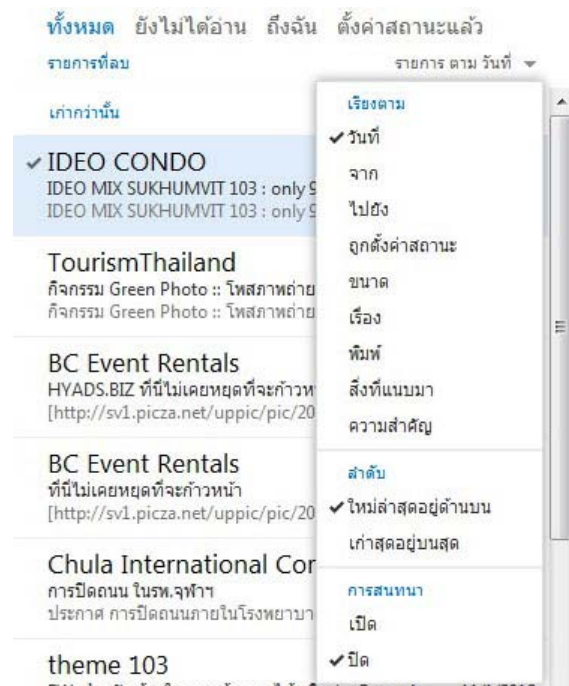 ทั้งหมด ยังไม่ได้อ่าน ถึงฉัน ตั้งค่าสถานะแล้ว
รายการที่ลบ
รายการ ตาม วันที่
เก่ากว่านั้น
IDEO CONDO
IDEO MIX SUKHUMVIT 103 : only 9
IDEO MIX SUKHUMVIT 103 : only 9
TourismThailand
กิจกรรม Green Photo :: โพสภาพถ่าย
กิจกรรม Green Photo :: โพสภาพถ่าย
BC Event Rentals
HYADS.BIZ ที่นี่ไม่เคยหยุดที่จะก้าวห
[http://sv1.picza.net/uppic/pic/20
BC Event Rentals
ที่นี่ไม่เคยหยุดที่จะก้าวหน้า
[http://sv1.picza.net/uppic/pic/20
Chula International Cor
การปิดถนน ในรพ.จุฬาฯ
ประกาศ การปิดถนนภายในโรงพยาบา
theme 103
เรียงตาม
วันที่
จาก
ไปยัง
ถูกตั้งค่าสถานะ
ขนาด
เรื่อง
พิมพ์
สิ่งที่แนบมา
ความสำคัญ
ลำดับ
ใหม่ล่าสุดอยู่ด้านบน
เก่าสุดอยู่บนสุด
การสนทนา
เปิด
ปิด